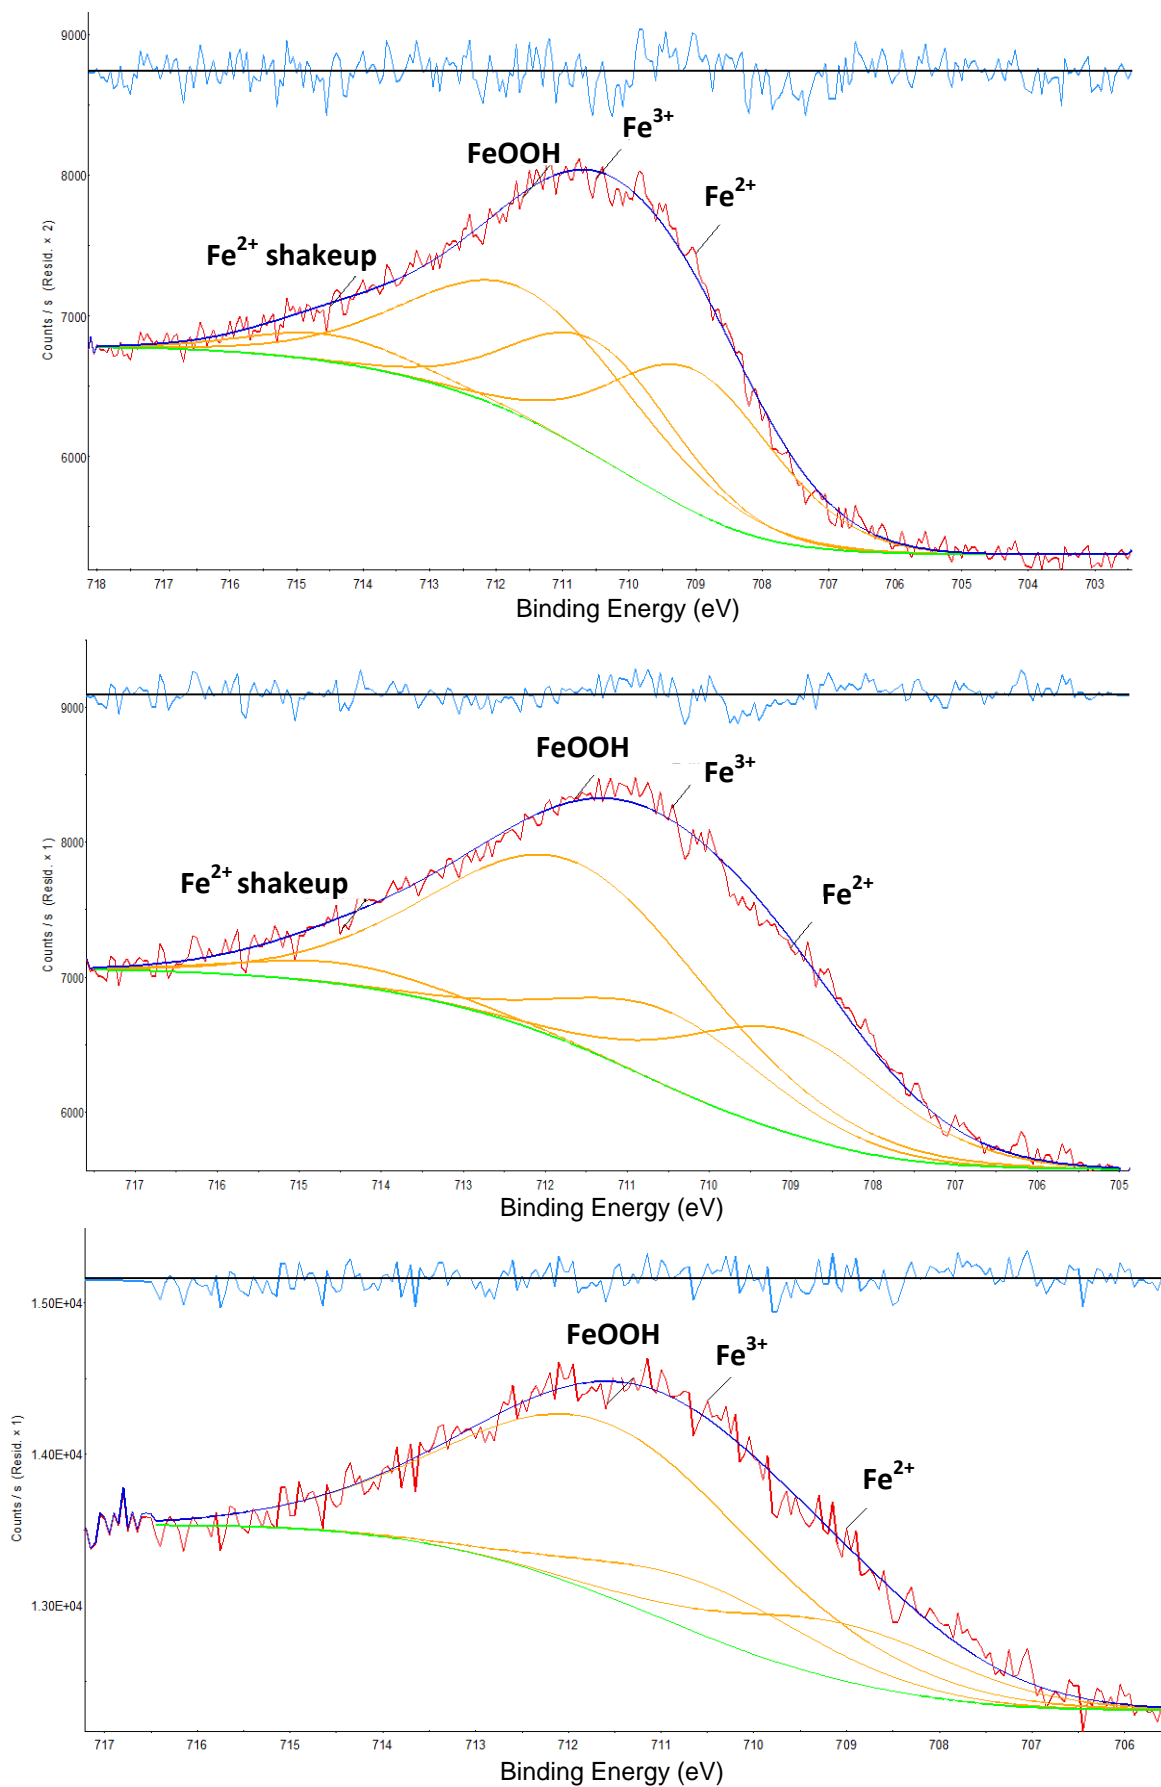 9000
8000
7000
6000
Counts / s (Resid. × 2)
Fe³⁺
FeOOH
Fe²⁺
Fe²⁺ shakeup
718 717 716 715 714 713 712 711 710 709 708 707 706 705 704 703
Binding Energy (eV)
9000
8000
7000
6000
Counts / s (Resid. × 1)
FeOOH
Fe³⁺
Fe²⁺ shakeup
Fe²⁺
717 716 715 714 713 712 711 710 709 708 707 706 705
Binding Energy (eV)
1.50E+04
1.40E+04
1.30E+04
Counts / s (Resid. × 1)
FeOOH
Fe³⁺
Fe²⁺
717 716 715 714 713 712 711 710 709 708 707 706
Binding Energy (eV)